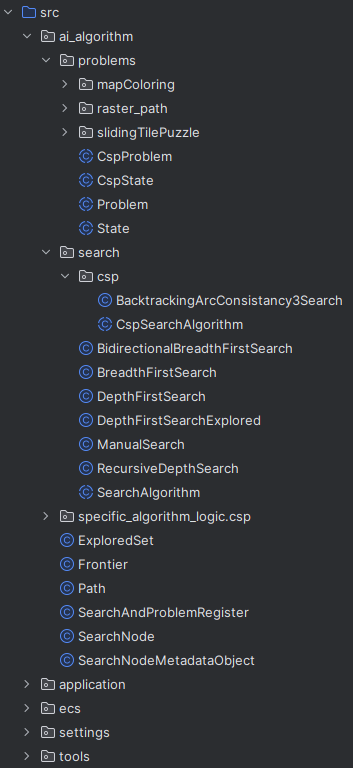 src
ai_algorithm
problems
mapColoring
raster_path
slidingTilePuzzle
CspProblem
CspState
Problem
State
search
csp
BacktrackingArcConsistancy3Search
CspSearchAlgorithm
BidirectionalBreadthFirstSearch
BreadthFirstSearch
DepthFirstSearch
DepthFirstSearchExplored
ManualSearch
RecursiveDepthSearch
SearchAlgorithm
specific_algorithm_logic.csp
ExploredSet
Frontier
Path
SearchAndProblemRegister
SearchNode
SearchNodeMetadataObject
application
ecs
settings
tools